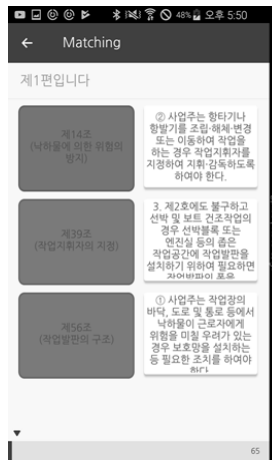 48% 오후 5:50
Matching
제1편입니다
제14조
(낙하물에 의한 위험의
방지)
② 사업주는 항타기나
항발기를 조립·해체·변경
또는 이동하여 작업을
하는 경우 작업지휘자를
지정하여 지휘·감독하도록
하여야 한다.
제39조
(작업지휘자의 지정)
3. 제2호에도 불구하고
선박 및 보트 건조작업의
경우 선박블록 또는
엔진실 등의 좁은
작업공간에 작업발판을
설치하기 위하여 필요하면
작업발판의 폭을
제56조
(작업발판의 구조)
① 사업주는 작업장의
바닥, 도로 및 통로 등에서
낙하물이 근로자에게
위험을 미칠 우려가 있는
경우 보호망을 설치하는
등 필요한 조치를 하여야
한다
65